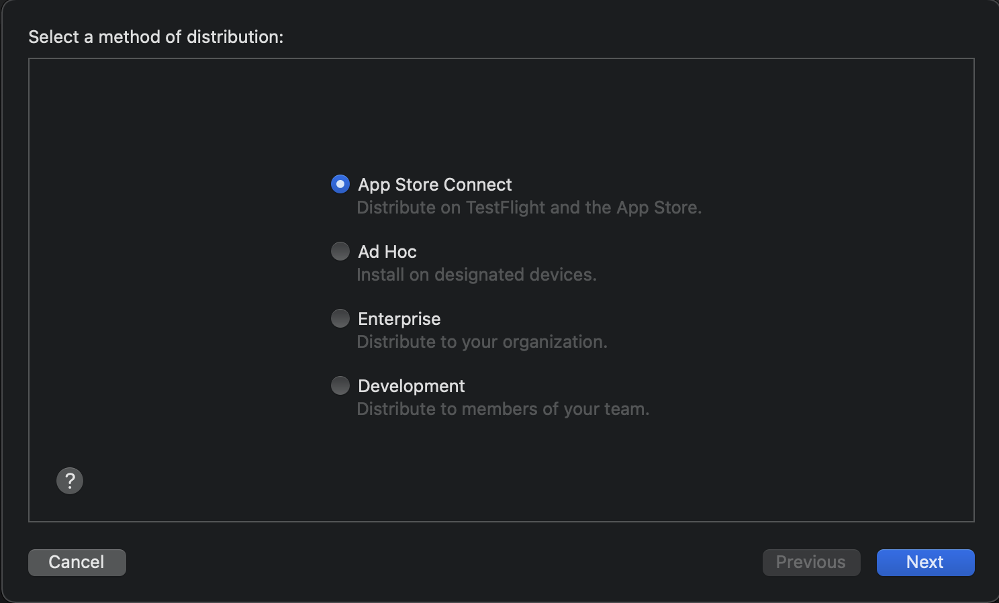 Select a method of distribution:
App Store Connect
Distribute on TestFlight and the App Store.
Ad Hoc
Install on designated devices.
Enterprise
Distribute to your organization.
Development
Distribute to members of your team.
?
Cancel
Previous
Next